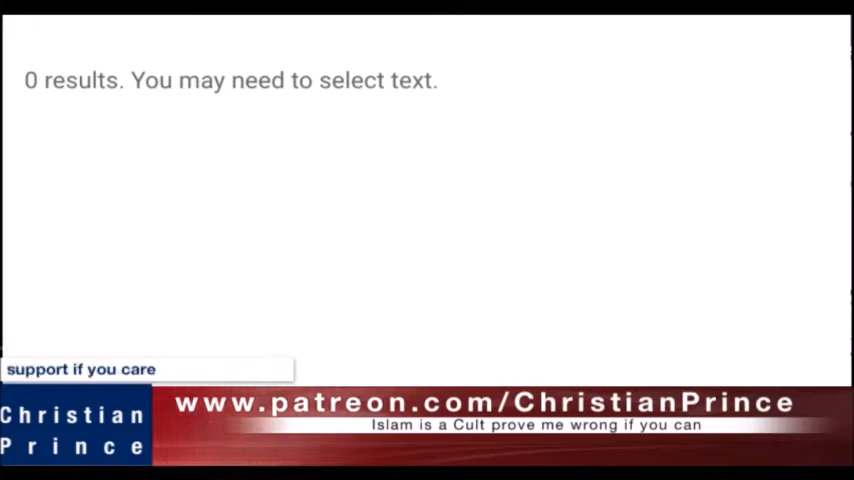 0 results. You may need to select text.
support if you care
www.patreon.com/ChristianPrince
Islam is a Cult prove me wrong if you can
Christian
Prince